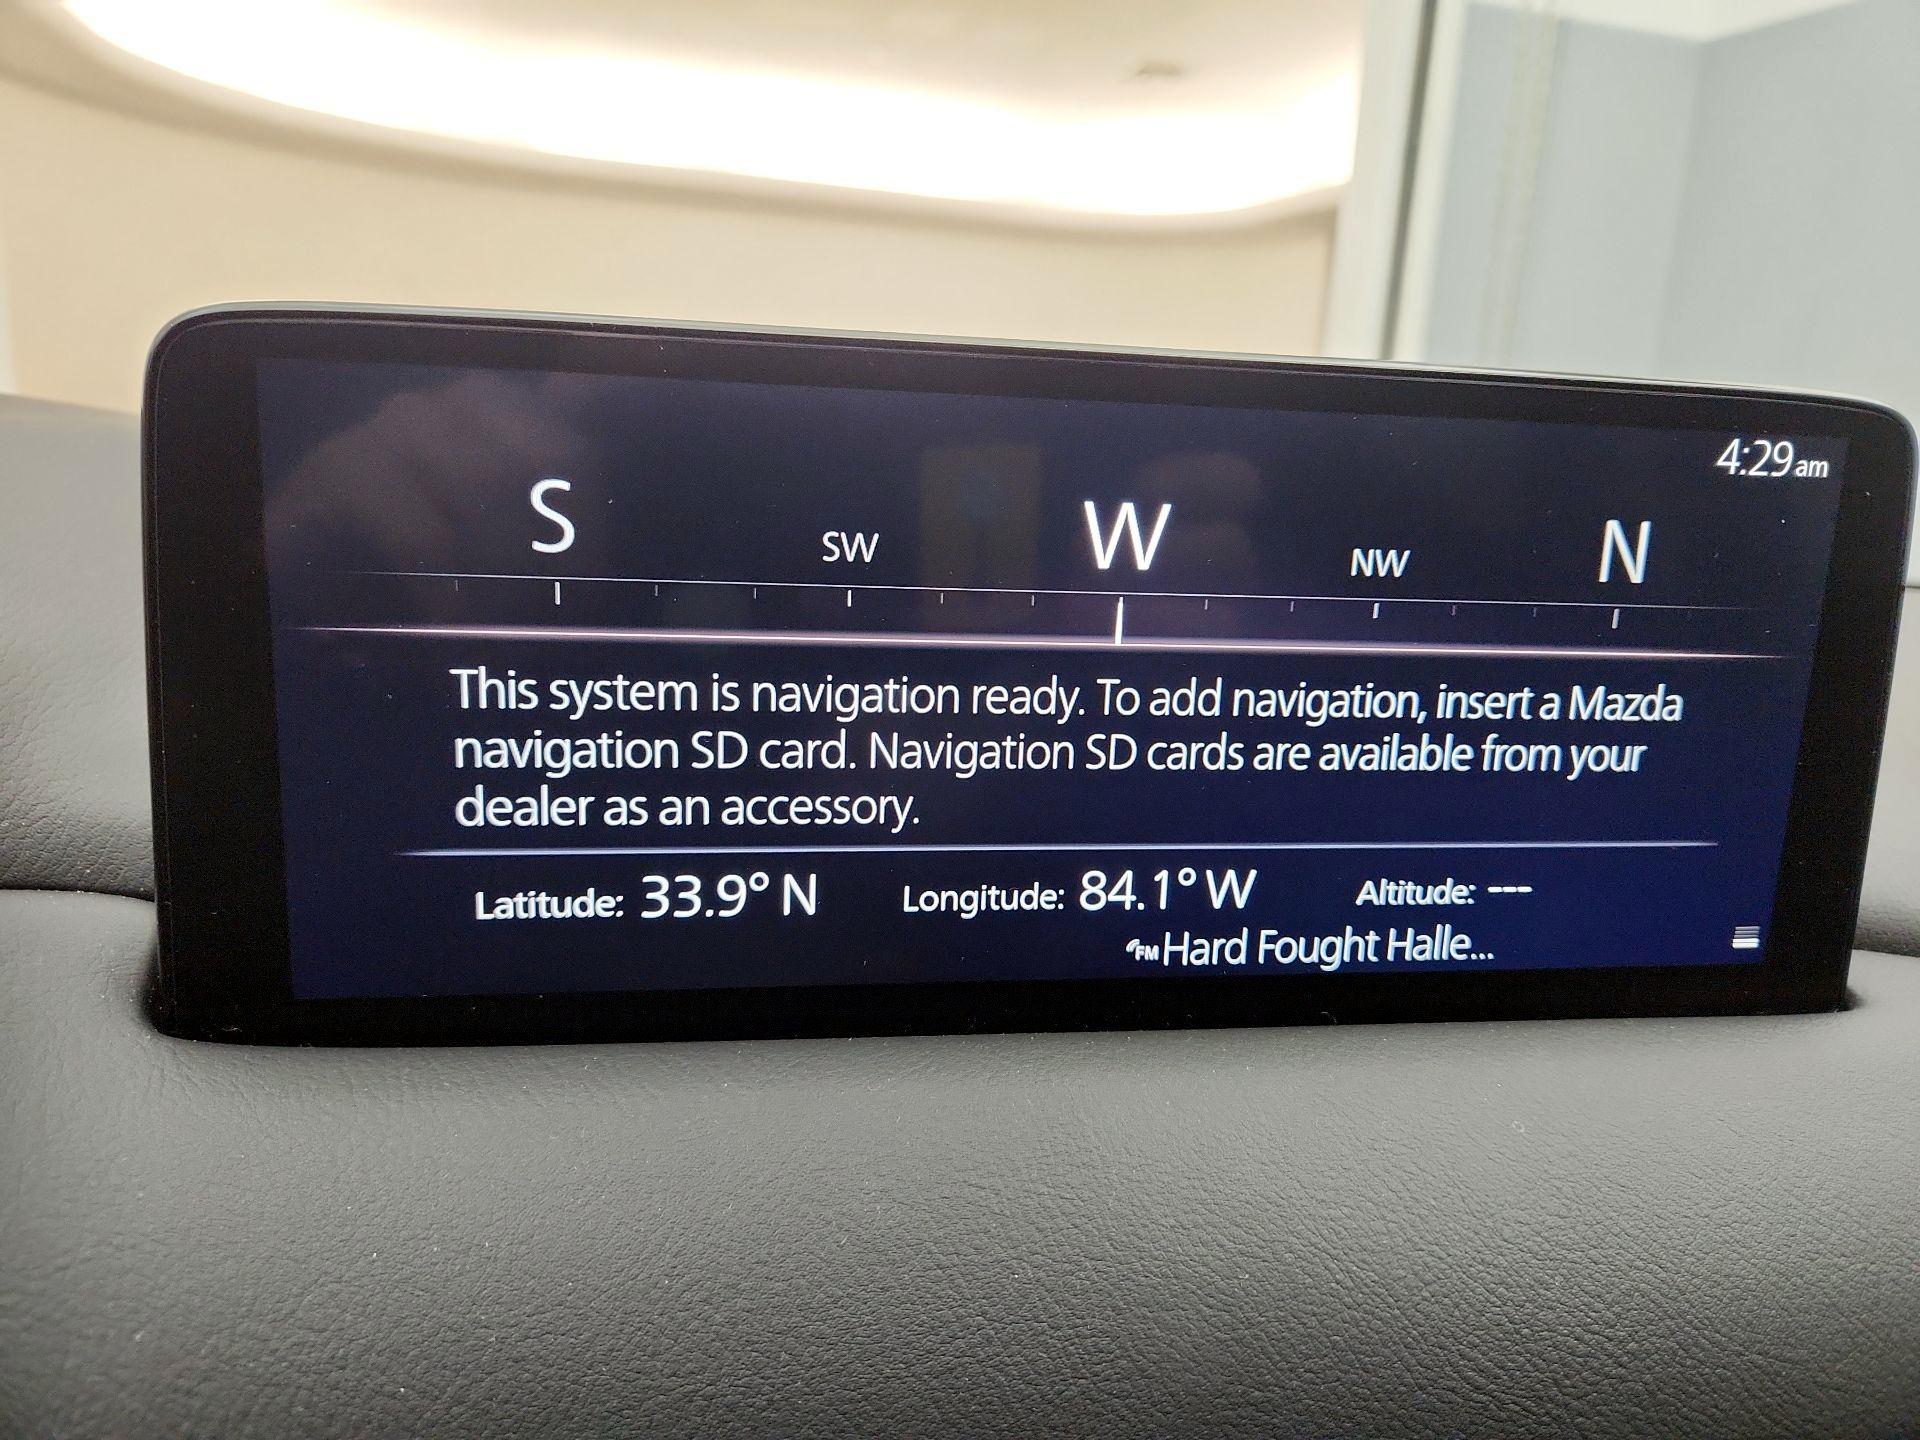 4:29 am
S SW W NW N
This system is navigation ready. To add navigation, insert a Mazda
navigation SD card. Navigation SD cards are available from your
dealer as an accessory.
Latitude: 33.9° N Longitude: 84.1° W Altitude: ---
FM Hard Fought Halle...